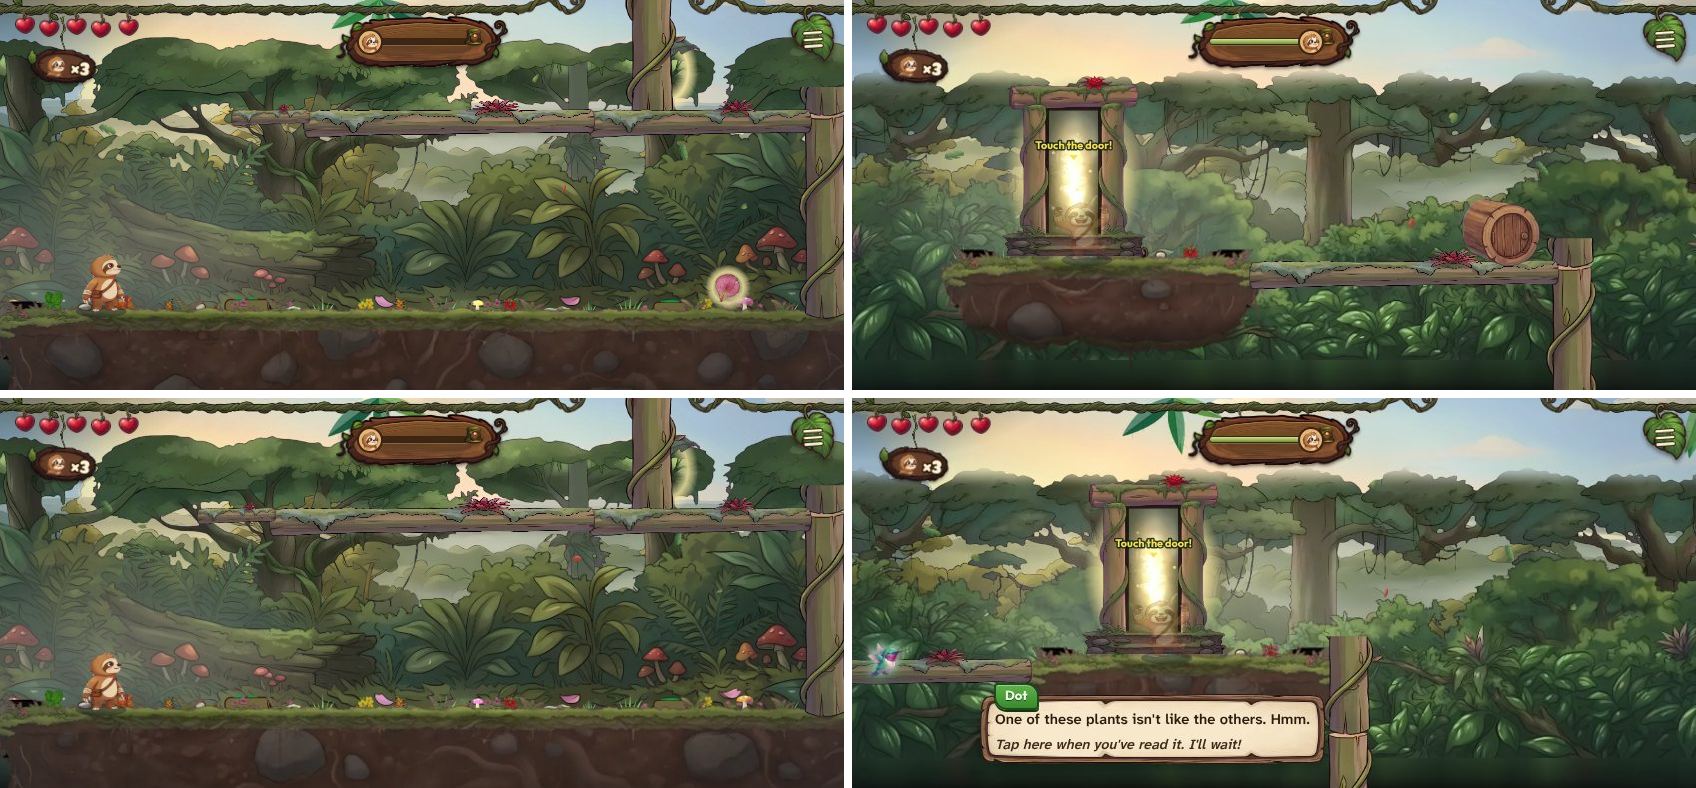 x3
x3
Touch the door!
x3
x3
Touch the door!
Dot
One of these plants isn't like the others. Hmm.
Tap here when you've read it. I'll wait!